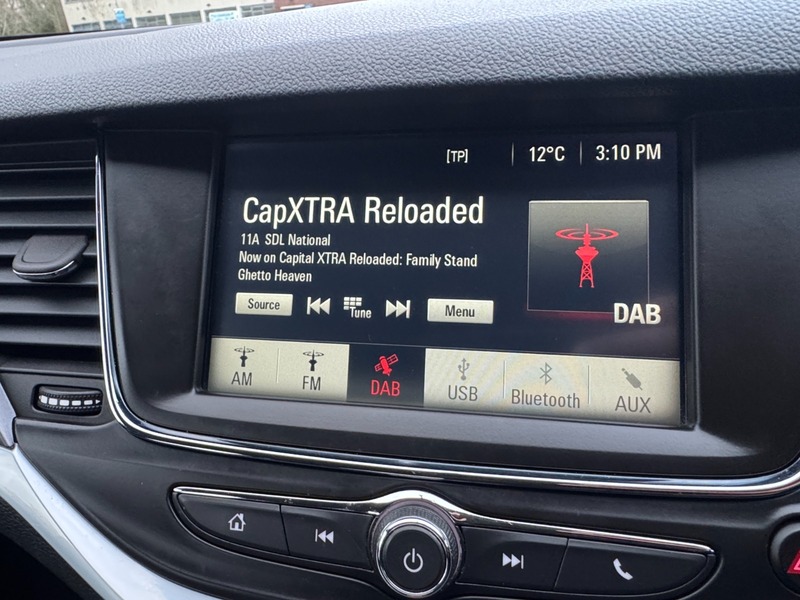 [TP] 12°C 3:10 PM
CapXTRA Reloaded
11A SDL National
Now on Capital XTRA Reloaded: Family Stand
Ghetto Heaven
Source Tune Menu
DAB
AM FM DAB USB Bluetooth AUX